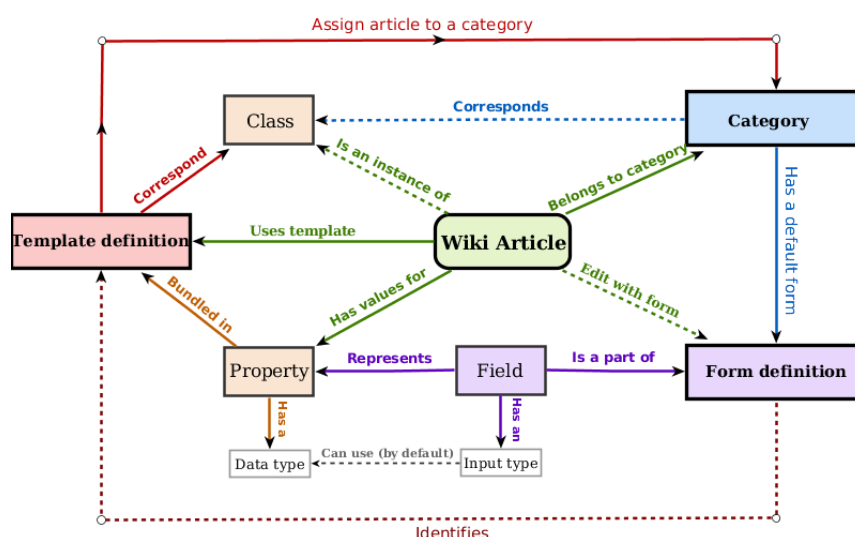 Assign article to a category
Class
Corresponds
Category
Correspond
Is an instance of
Belongs to category
Has a default form
Template definition
Uses template
Wiki Article
Bundled in
Has values for
Edit with form
Property
Represents
Field
Is a part of
Form definition
Has a
Has an
Data type
Can use (by default)
Input type
Identifies